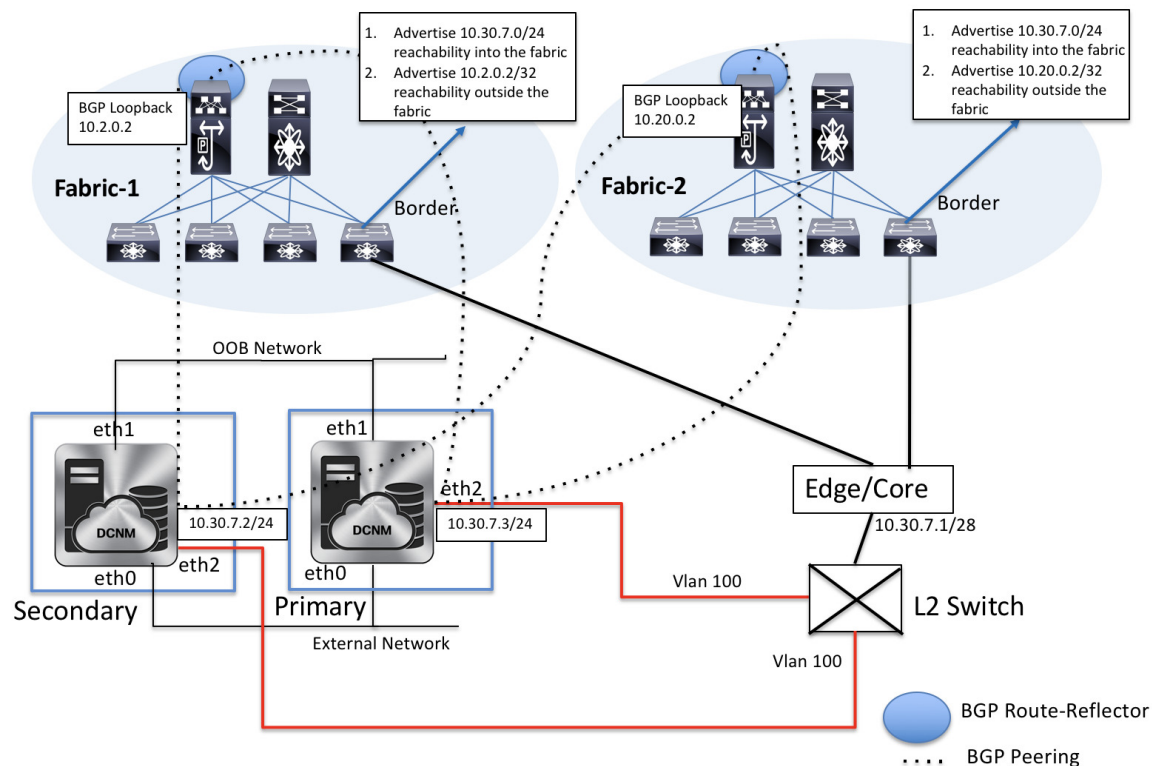 1. Advertise 10.30.7.0/24
reachability into the fabric
2. Advertise 10.2.0.2/32
reachability outside the
fabric
1. Advertise 10.30.7.0/24
reachability into the fabric
2. Advertise 10.20.0.2/32
reachability outside the
fabric
BGP Loopback
10.2.0.2
P
BGP Loopback
10.20.0.2
P
Fabric-1
Fabric-2
Border
Border
OOB Network
eth1
eth1
eth2
DCNM
DCNM
10.30.7.2/24
10.30.7.3/24
eth0
eth2
eth0
Secondary
Primary
External Network
Edge/Core
10.30.7.1/28
Vlan 100
L2 Switch
Vlan 100
BGP Route-Reflector
BGP Peering